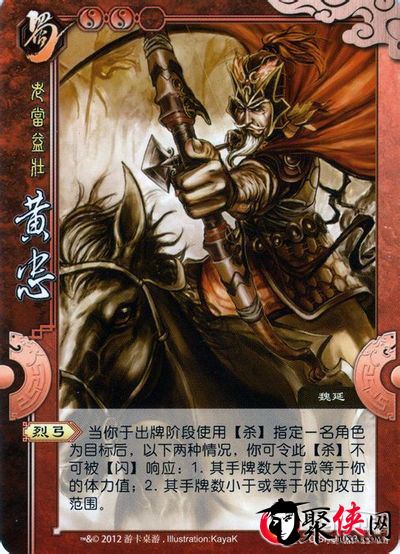 蜀
老當益壯
黄忠
魏延
烈弓
当你于出牌阶段使用【杀】指定一名角色
为目标后，以下两种情况，你可令此【杀】不
可被【闪】响应：1. 其手牌数大于或等于你
的体力值；2. 其手牌数小于或等于你的攻击
范围。
™&© 2012 游卡桌游 , Illustration:KayaK
聚侠网